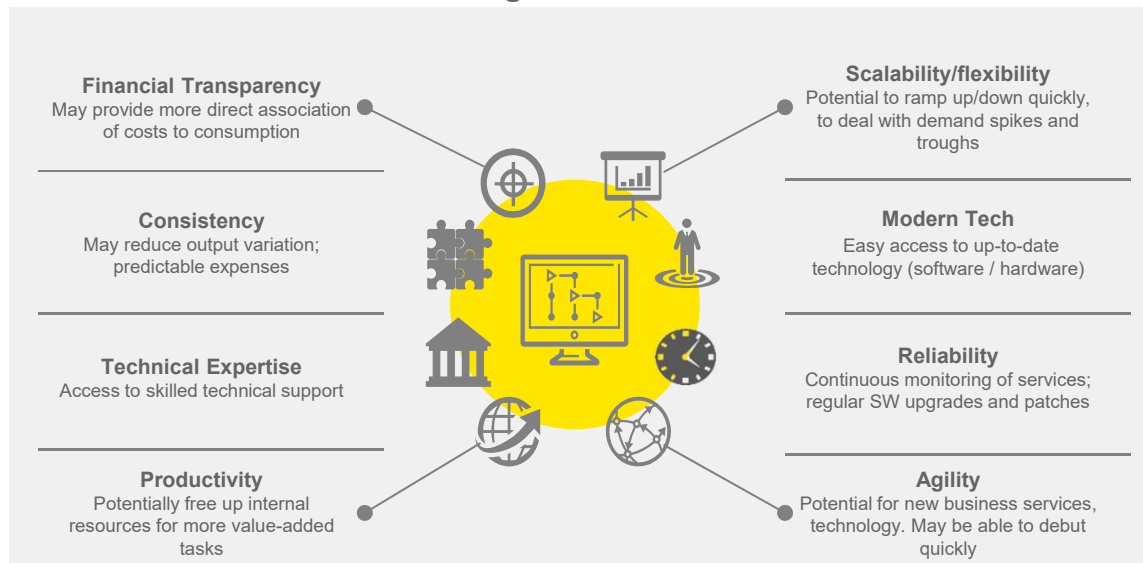 Financial Transparency
May provide more direct association
of costs to consumption
Consistency
May reduce output variation;
predictable expenses
Technical Expertise
Access to skilled technical support
Productivity
Potentially free up internal
resources for more value-added
tasks
Scalability/flexibility
Potential to ramp up/down quickly,
to deal with demand spikes and
troughs
Modern Tech
Easy access to up-to-date
technology (software / hardware)
Reliability
Continuous monitoring of services;
regular SW upgrades and patches
Agility
Potential for new business services,
technology. May be able to debut
quickly